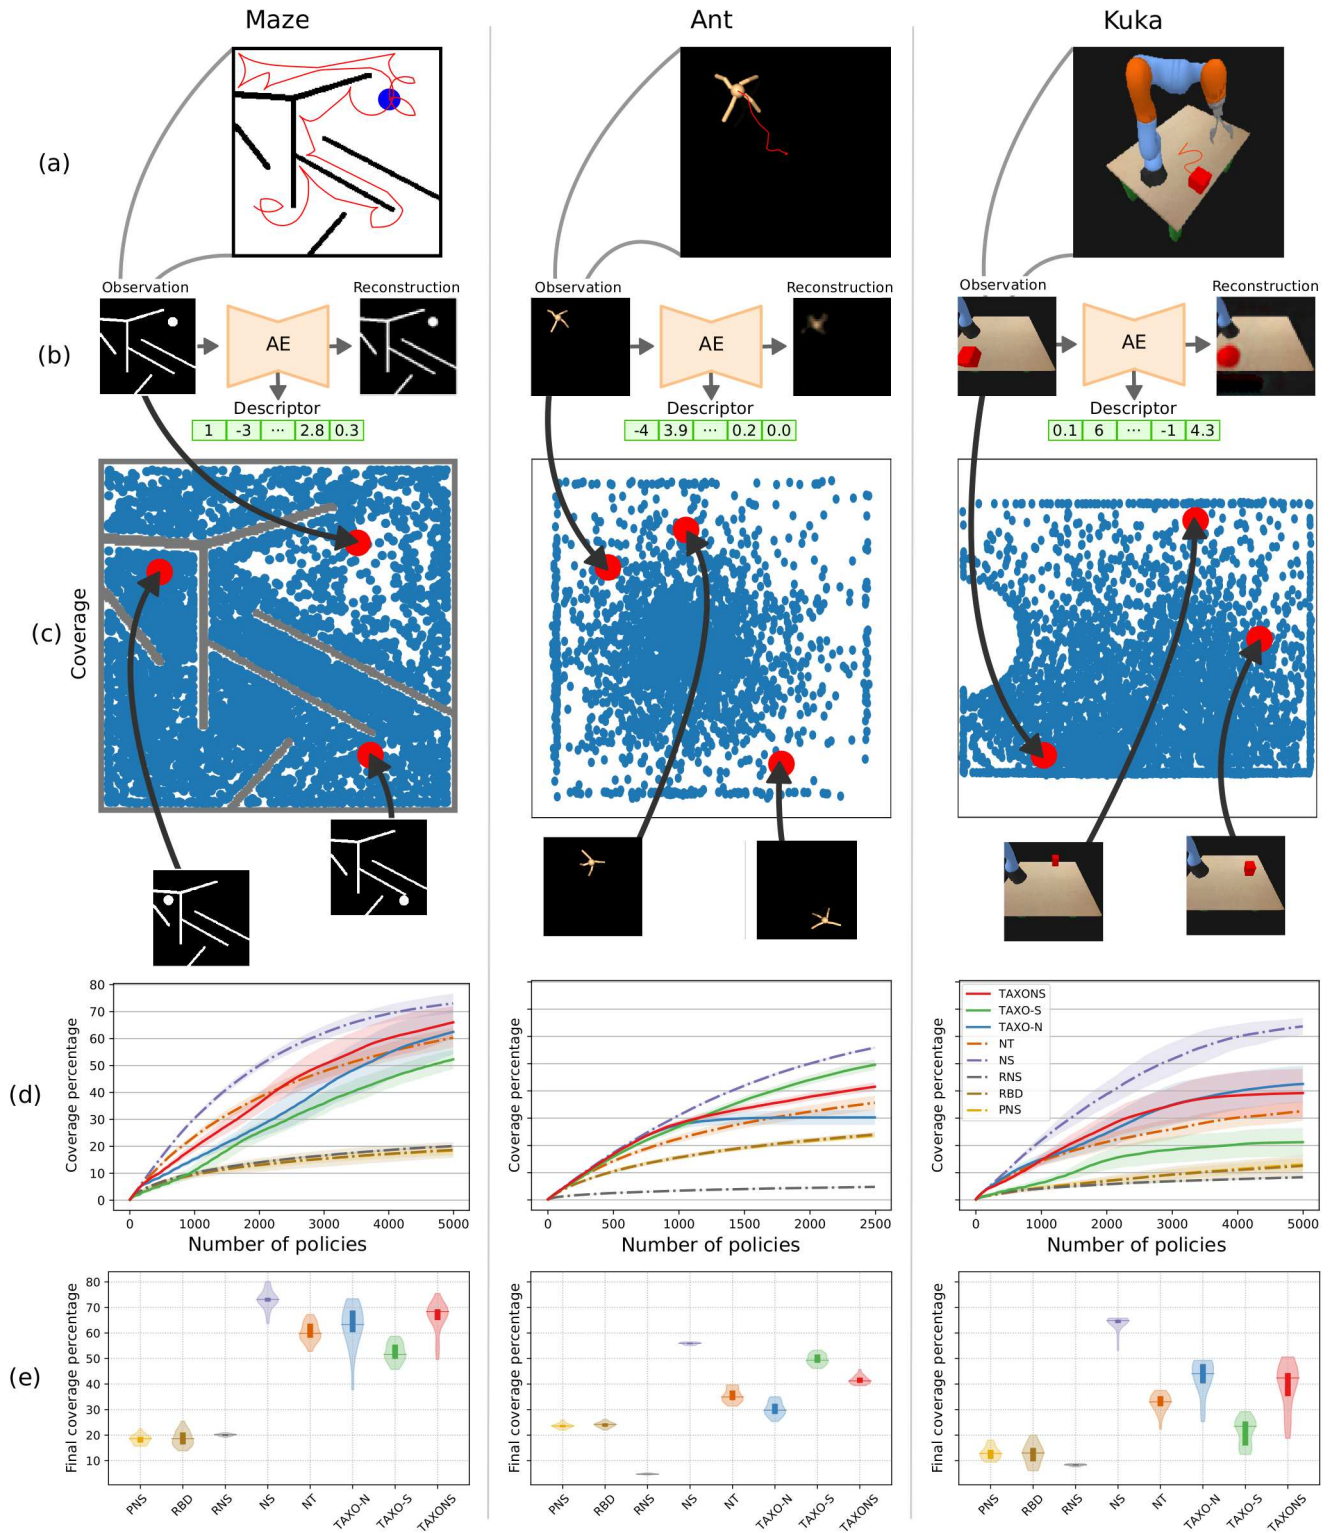 Maze
Ant
Kuka
(a)
Observation
Reconstruction
Observation
Reconstruction
Observation
Reconstruction
(b)
AE
AE
AE
Descriptor
Descriptor
Descriptor
1 -3 ... 2.8 0.3
-4 3.9 ... 0.2 0.0
0.1 6 ... -1 4.3
(c)
Coverage
(d)
Coverage percentage
80
70
60
50
40
30
20
10
0
0 1000 2000 3000 4000 5000
Number of policies
Coverage percentage
0 500 1000 1500 2000 2500
Number of policies
Coverage percentage
TAXONS
TAXO-S
TAXO-N
NT
NS
RNS
RBD
PNS
0 1000 2000 3000 4000 5000
Number of policies
(e)
Final coverage percentage
80
70
60
50
40
30
20
10
PNS RBD RNS NS NT TAXO-N TAXO-S TAXONS
Final coverage percentage
PNS RBD RNS NS NT TAXO-N TAXO-S TAXONS
Final coverage percentage
PNS RBD RNS NS NT TAXO-N TAXO-S TAXONS